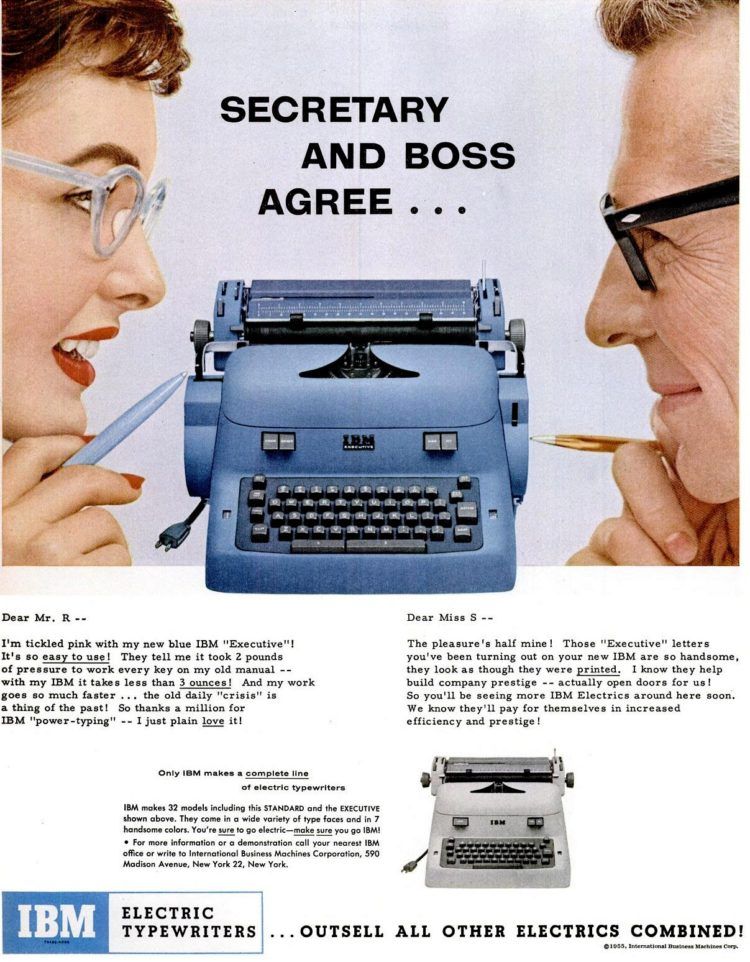 SECRETARY
AND BOSS
AGREE . . .
IBM
EXECUTIVE
Dear Mr. R --
I'm tickled pink with my new blue IBM "Executive"!
It's so easy to use! They tell me it took 2 pounds
of pressure to work every key on my old manual --
with my IBM it takes less than 3 ounces! And my work
goes so much faster ... the old daily "crisis" is
a thing of the past! So thanks a million for
IBM "power-typing" -- I just plain love it!
Dear Miss S --
The pleasure's half mine! Those "Executive" letters
you've been turning out on your new IBM are so handsome,
they look as though they were printed. I know they help
build company prestige -- actually open doors for us!
So you'll be seeing more IBM Electrics around here soon.
We know they'll pay for themselves in increased
efficiency and prestige!
Only IBM makes a complete line
of electric typewriters
IBM makes 32 models including this STANDARD and the EXECUTIVE
shown above. They come in a wide variety of type faces and in 7
handsome colors. You're sure to go electric—make sure you go IBM!
• For more information or a demonstration call your nearest IBM
office or write to International Business Machines Corporation, 590
Madison Avenue, New York 22, New York.
IBM
IBM
TRADE-MARK
ELECTRIC
TYPEWRITERS
...OUTSELL ALL OTHER ELECTRICS COMBINED!
©1955, International Business Machines Corp.